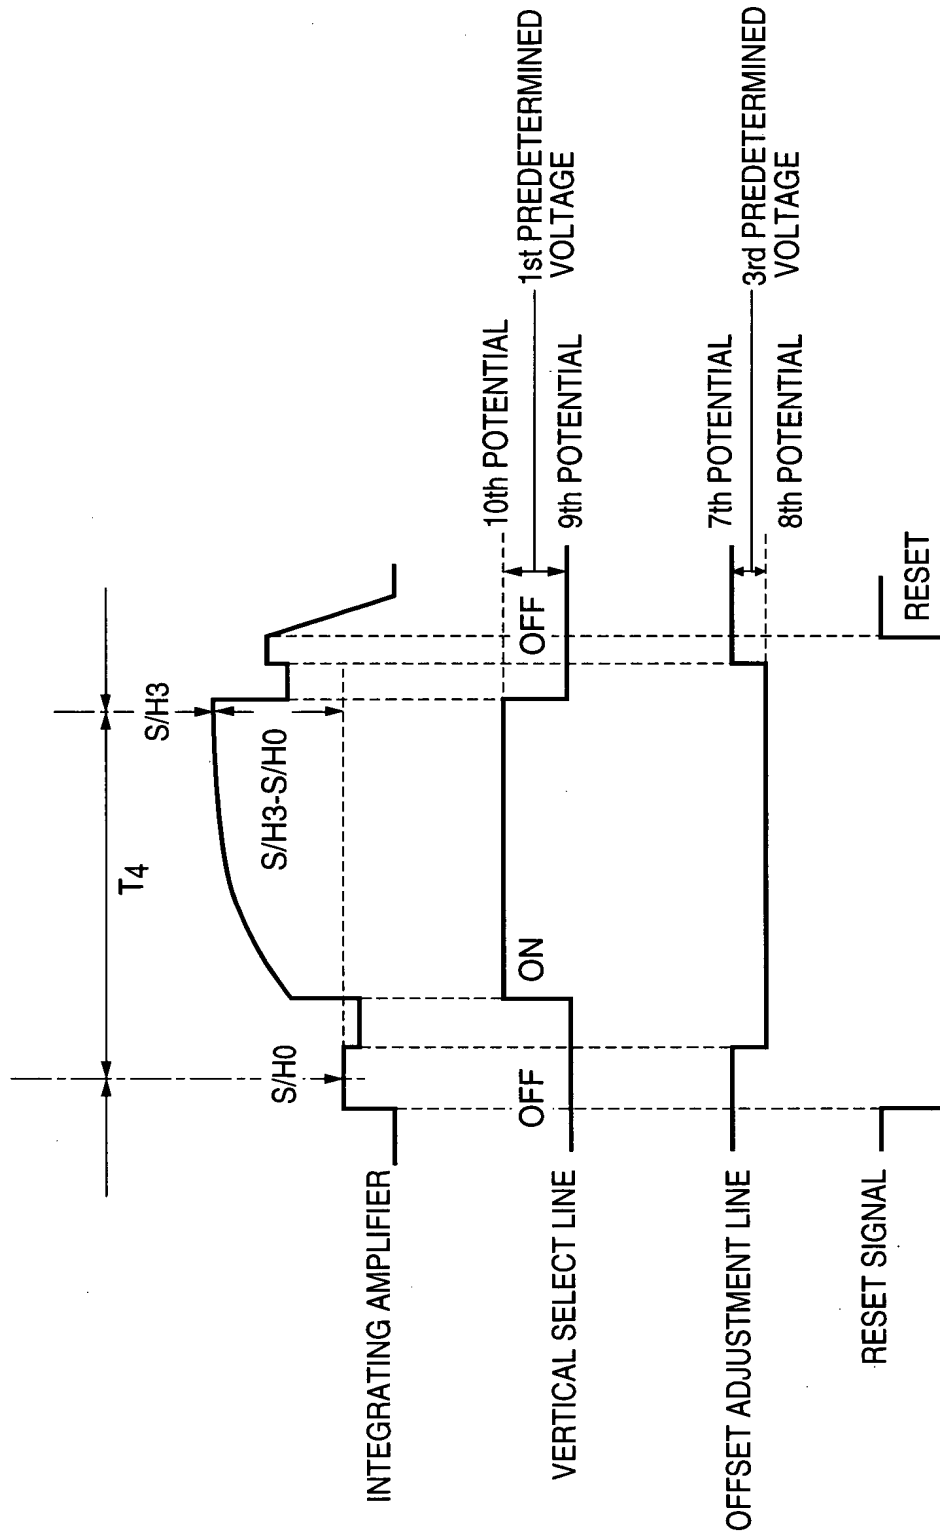 T4
S/H0
S/H3
S/H3-S/H0
INTEGRATING AMPLIFIER
10th POTENTIAL
1st PREDETERMINED
VOLTAGE
OFF
ON
OFF
9th POTENTIAL
VERTICAL SELECT LINE
7th POTENTIAL
3rd PREDETERMINED
VOLTAGE
8th POTENTIAL
OFFSET ADJUSTMENT LINE
RESET SIGNAL
RESET